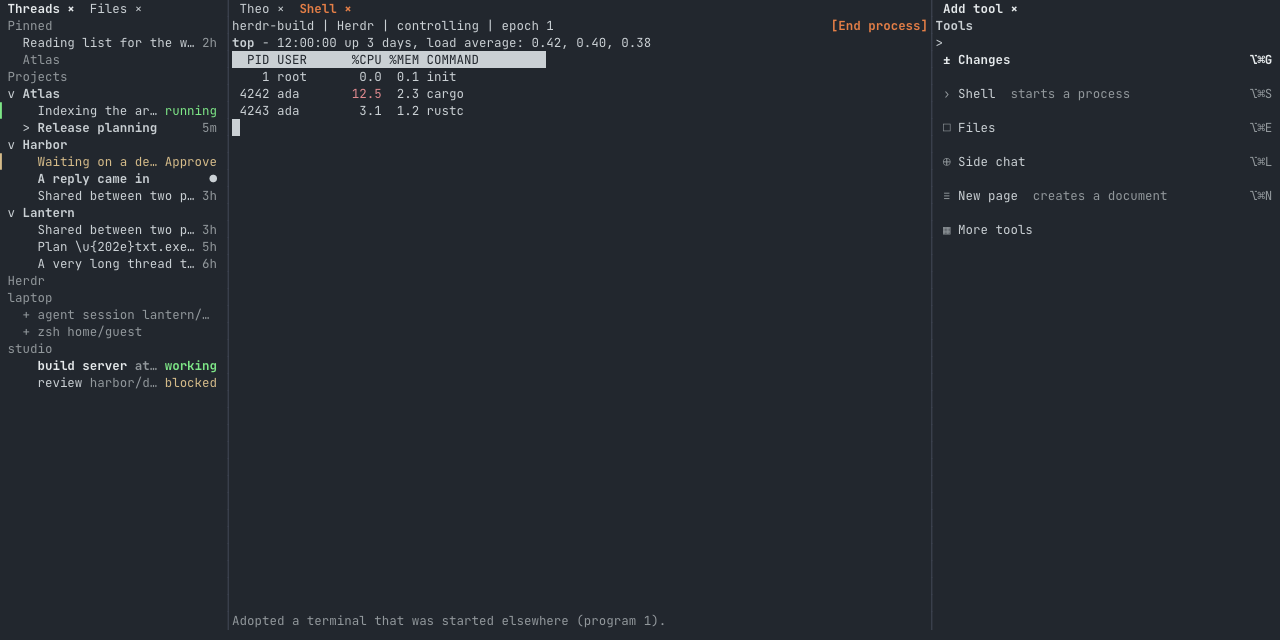 Threads ×  Files ×
Pinned
Reading list for the w… 2h
Atlas
Projects
v Atlas
Indexing the ar… running
> Release planning 5m
v Harbor
Waiting on a de… Approve
A reply came in ●
Shared between two p… 3h
v Lantern
Shared between two p… 3h
Plan \u{202e}txt.exe… 5h
A very long thread t… 6h
Herdr
laptop
+ agent session lantern/…
+ zsh home/guest
studio
build server at… working
review harbor/d… blocked
Theo ×  Shell ×
herdr-build | Herdr | controlling | epoch 1 [End process]
top - 12:00:00 up 3 days, load average: 0.42, 0.40, 0.38
PID USER %CPU %MEM COMMAND
1 root 0.0 0.1 init
4242 ada 12.5 2.3 cargo
4243 ada 3.1 1.2 rustc
Adopted a terminal that was started elsewhere (program 1).
Add tool ×
Tools
>
± Changes ⌥⌘G
› Shell starts a process ⌥⌘S
□ Files ⌥⌘E
⊕ Side chat ⌥⌘L
≡ New page creates a document ⌥⌘N
▦ More tools